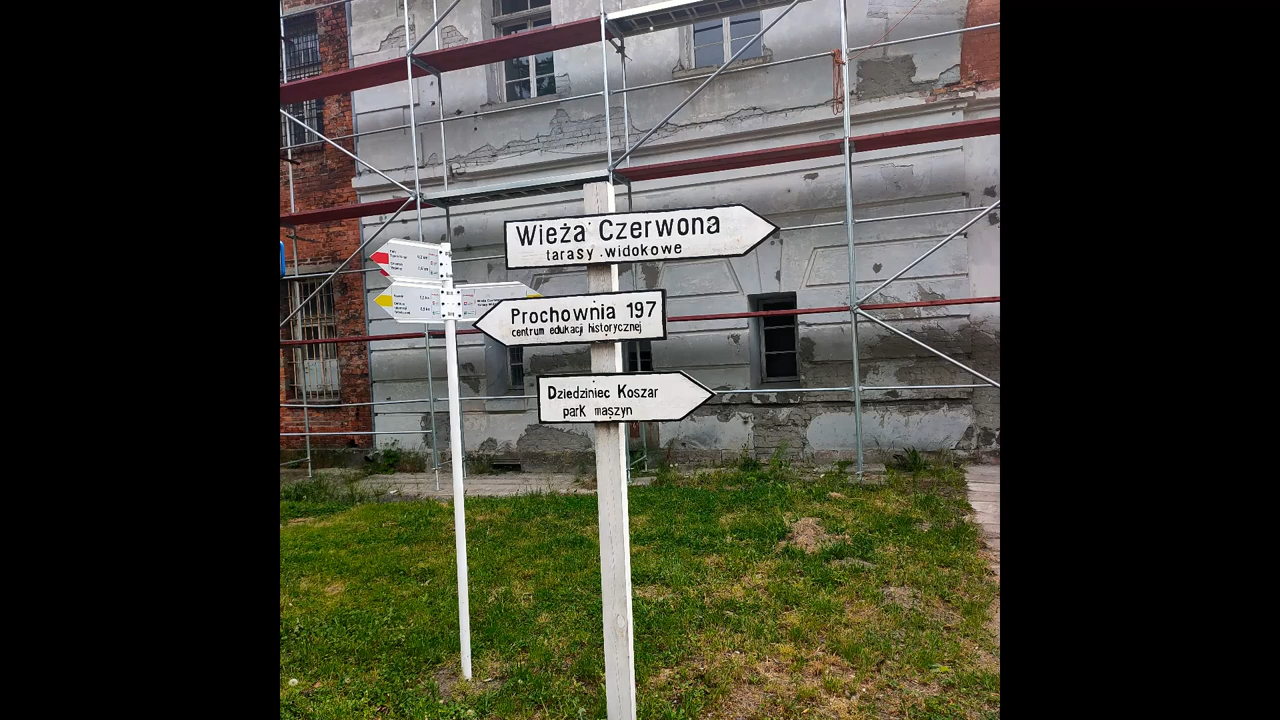 Wieża Czerwona
tarasy widokowe
Prochownia 197
centrum edukacji historycznej
Dziedziniec Koszar
park maszyn